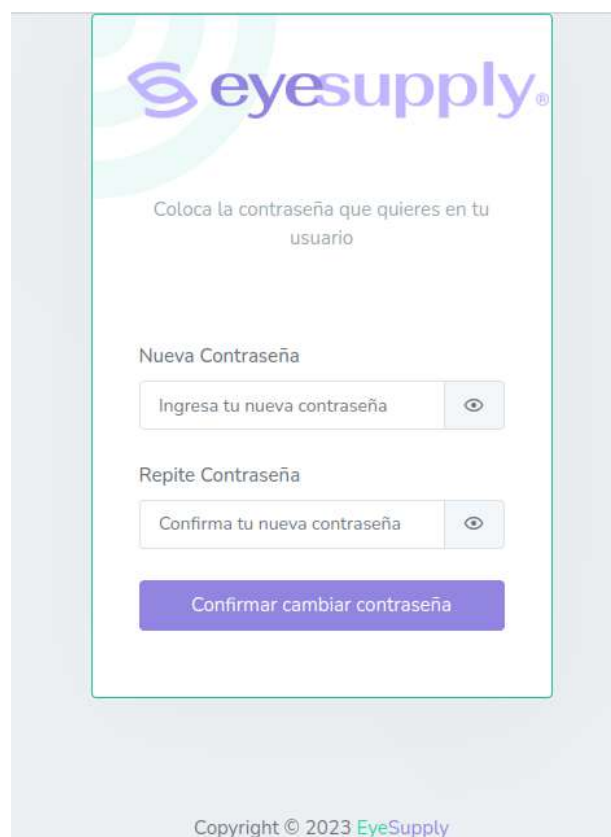 eyesupply®
Coloca la contraseña que quieres en tu
usuario
Nueva Contraseña
Ingresa tu nueva contraseña
Repite Contraseña
Confirma tu nueva contraseña
Confirmar cambiar contraseña
Copyright © 2023 EyeSupply